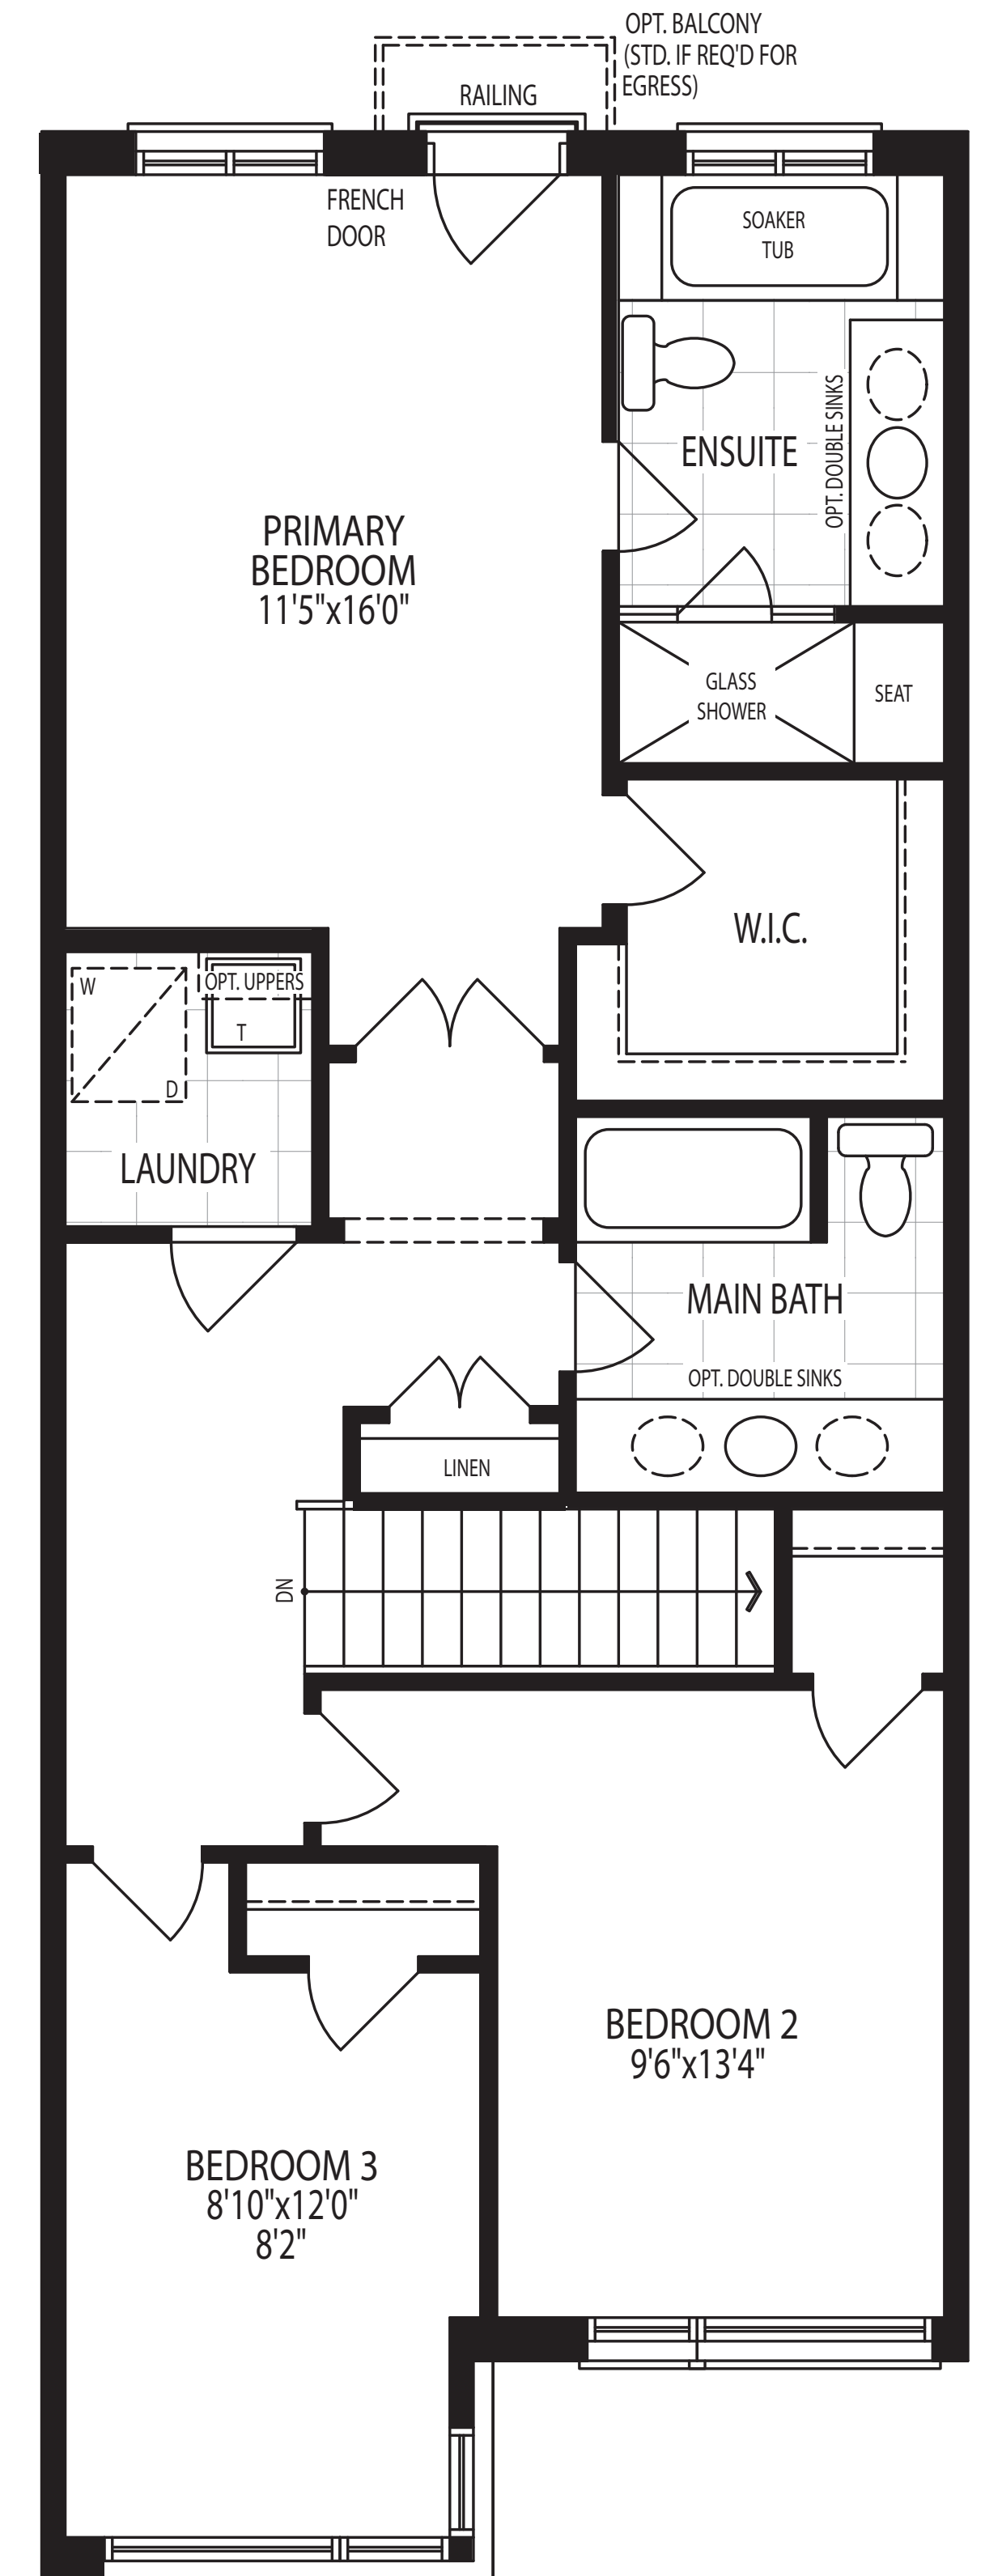 OPT. BALCONY
(STD. IF REQ'D FOR
EGRESS)
RAILING
FRENCH
DOOR
SOAKER
TUB
OPT. DOUBLE SINKS
ENSUITE
PRIMARY
BEDROOM
11'5"x16'0"
GLASS
SHOWER
SEAT
W.I.C.
W
OPT. UPPERS
T
D
LAUNDRY
MAIN BATH
OPT. DOUBLE SINKS
LINEN
DN
BEDROOM 2
9'6"x13'4"
BEDROOM 3
8'10"x12'0"
8'2"